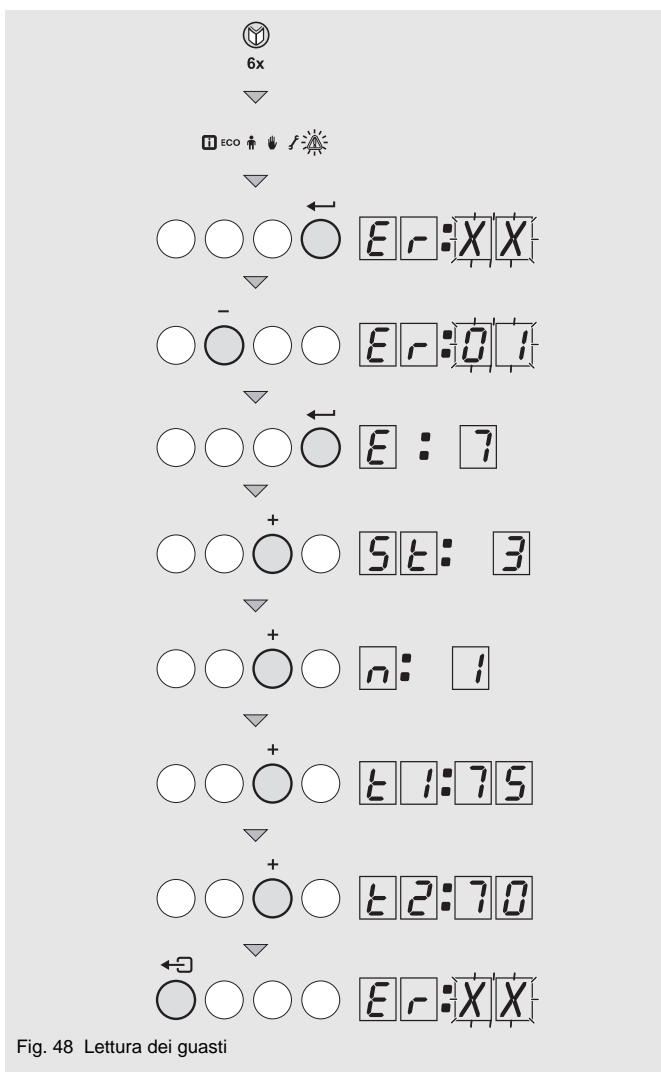 6x
i ECO
Er:XX
−
Er:01
E : 7
+
St: 3
+
n: 1
+
t1:75
+
t2:70
Er:XX
Fig. 48 Lettura dei guasti